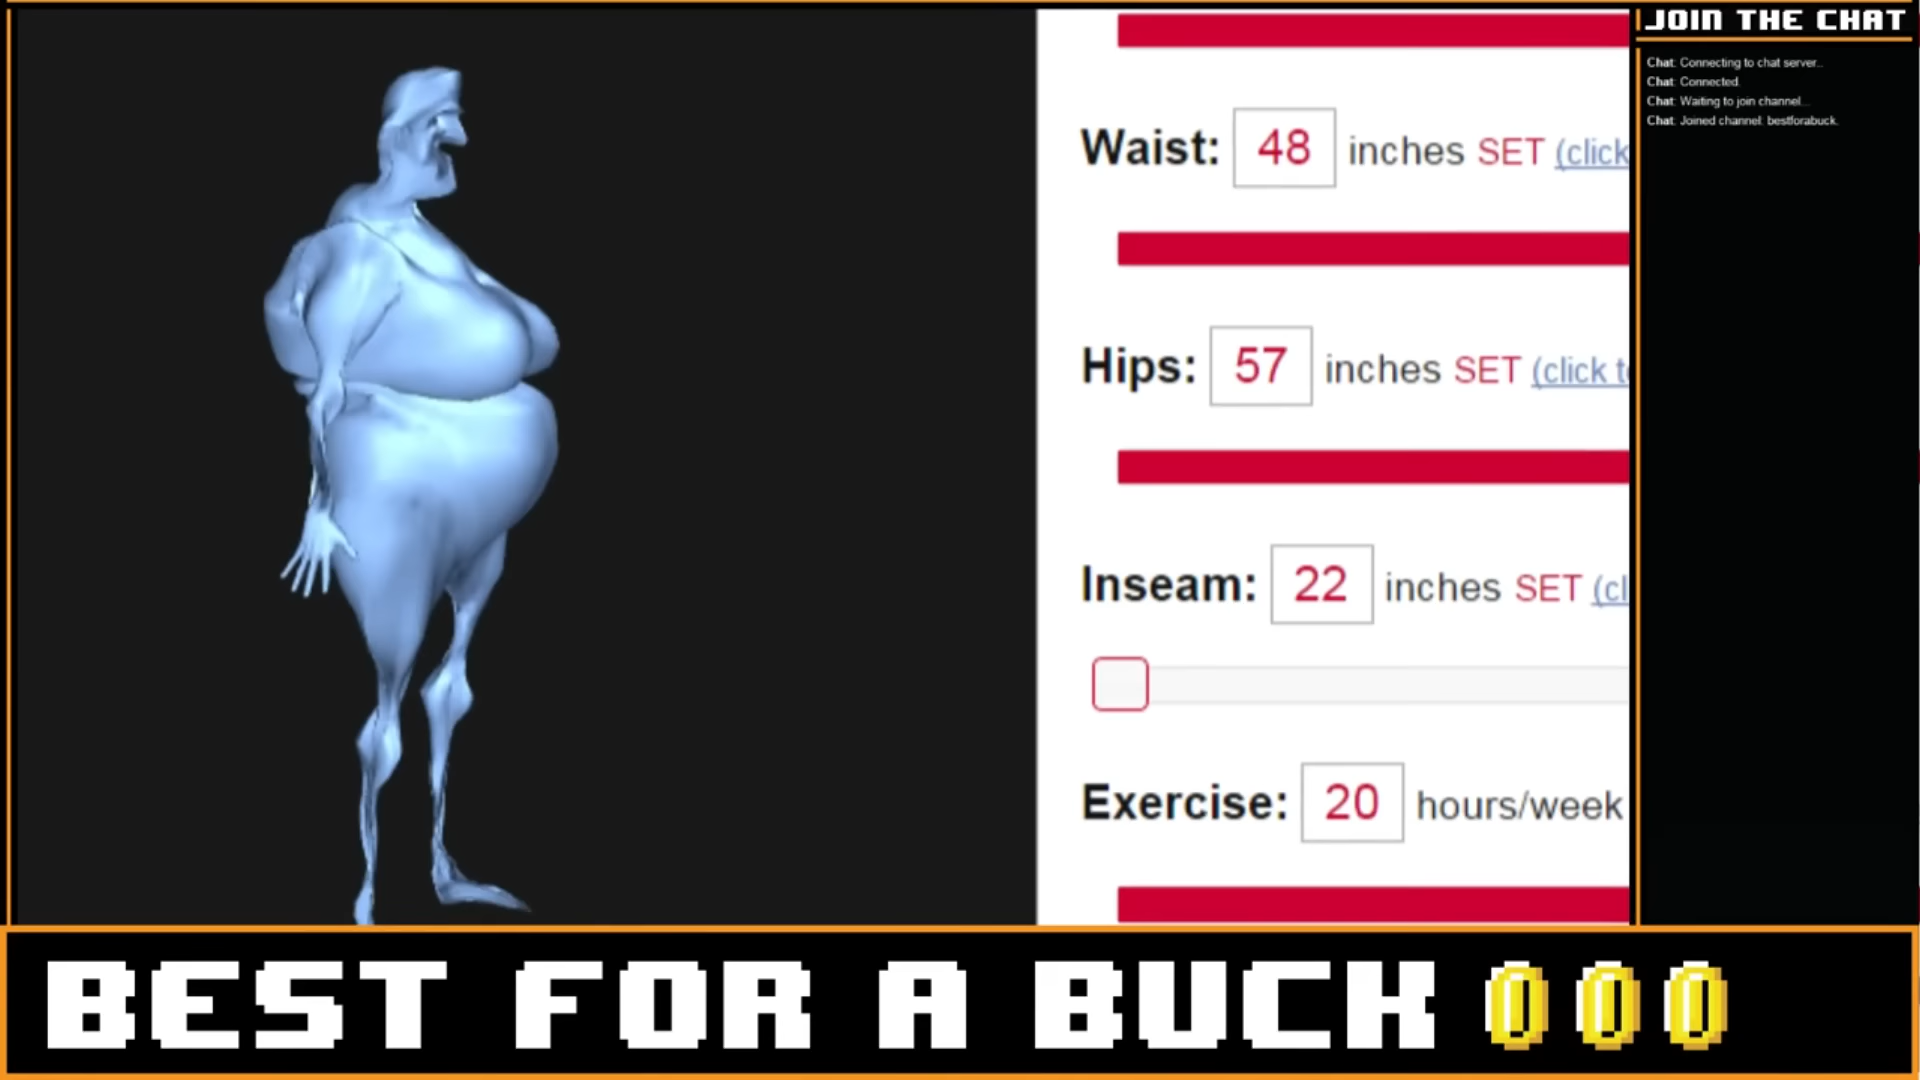 JOIN THE CHAT
Chat: Connecting to chat server...
Chat: Connected.
Chat: Waiting to join channel...
Chat: Joined channel: bestforabuck.
Waist: 48 inches SET (click
Hips: 57 inches SET (click to
Inseam: 22 inches SET (cl
Exercise: 20 hours/week
BEST FOR A BUCK